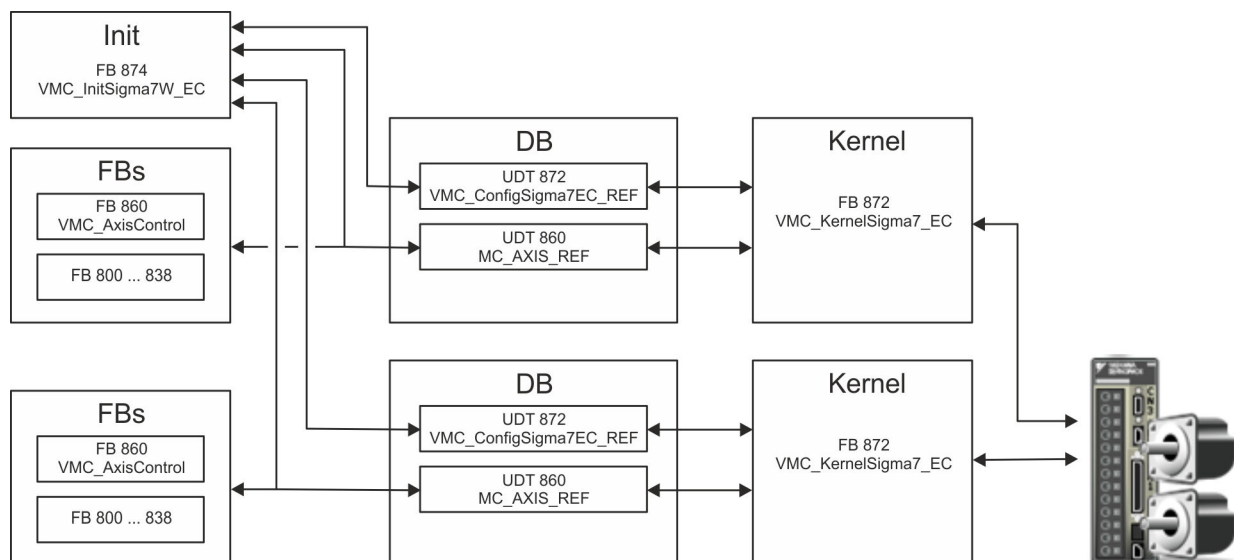 Init
FB 874
VMC_InitSigma7W_EC
FBs
FB 860
VMC_AxisControl
FB 800 ... 838
DB
UDT 872
VMC_ConfigSigma7EC_REF
UDT 860
MC_AXIS_REF
Kernel
FB 872
VMC_KernelSigma7_EC
FBs
FB 860
VMC_AxisControl
FB 800 ... 838
DB
UDT 872
VMC_ConfigSigma7EC_REF
UDT 860
MC_AXIS_REF
Kernel
FB 872
VMC_KernelSigma7_EC